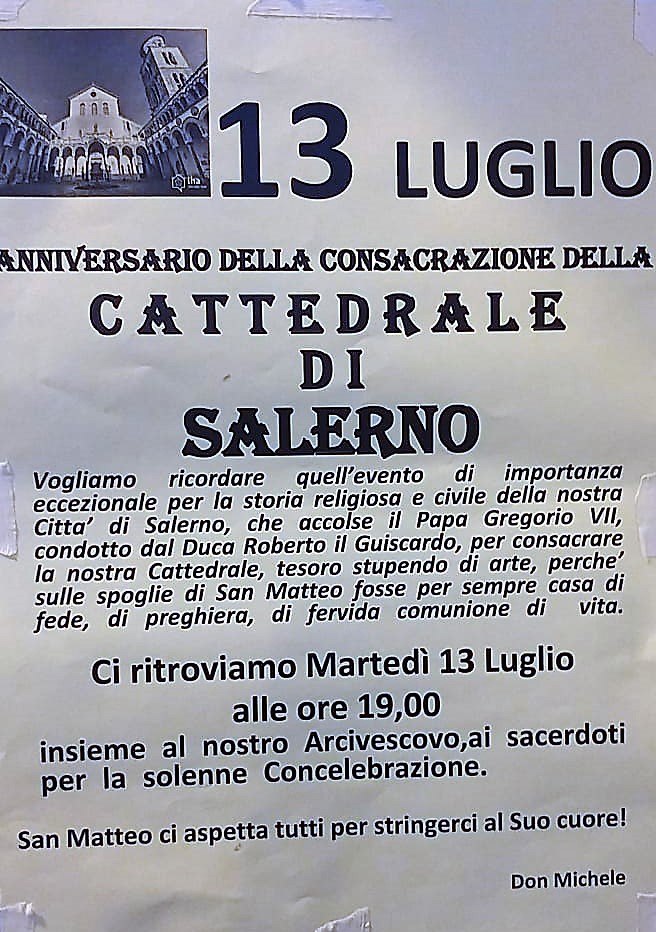 lha
13 LUGLIO
ANNIVERSARIO DELLA CONSACRAZIONE DELLA
CATTEDRALE
DI
SALERNO
Vogliamo ricordare quell'evento di importanza
eccezionale per la storia religiosa e civile della nostra
Citta' di Salerno, che accolse il Papa Gregorio VII,
condotto dal Duca Roberto il Guiscardo, per consacrare
la nostra Cattedrale, tesoro stupendo di arte, perche'
sulle spoglie di San Matteo fosse per sempre casa di
fede, di preghiera, di fervida comunione di vita.
Ci ritroviamo Martedì 13 Luglio
alle ore 19,00
insieme al nostro Arcivescovo,ai sacerdoti
per la solenne Concelebrazione.
San Matteo ci aspetta tutti per stringerci al Suo cuore!
Don Michele